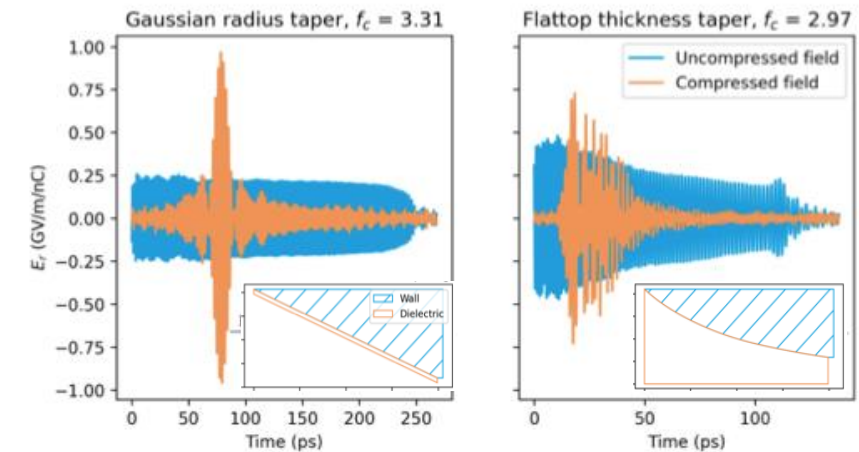 Gaussian radius taper, f_c = 3.31
Flattop thickness taper, f_c = 2.97
E_r (GV/m/nC)
1.00
0.75
0.50
0.25
0.00
−0.25
−0.50
−0.75
−1.00
Wall
Dielectric
0 50 100 150 200 250
Time (ps)
Uncompressed field
Compressed field
0 50 100
Time (ps)